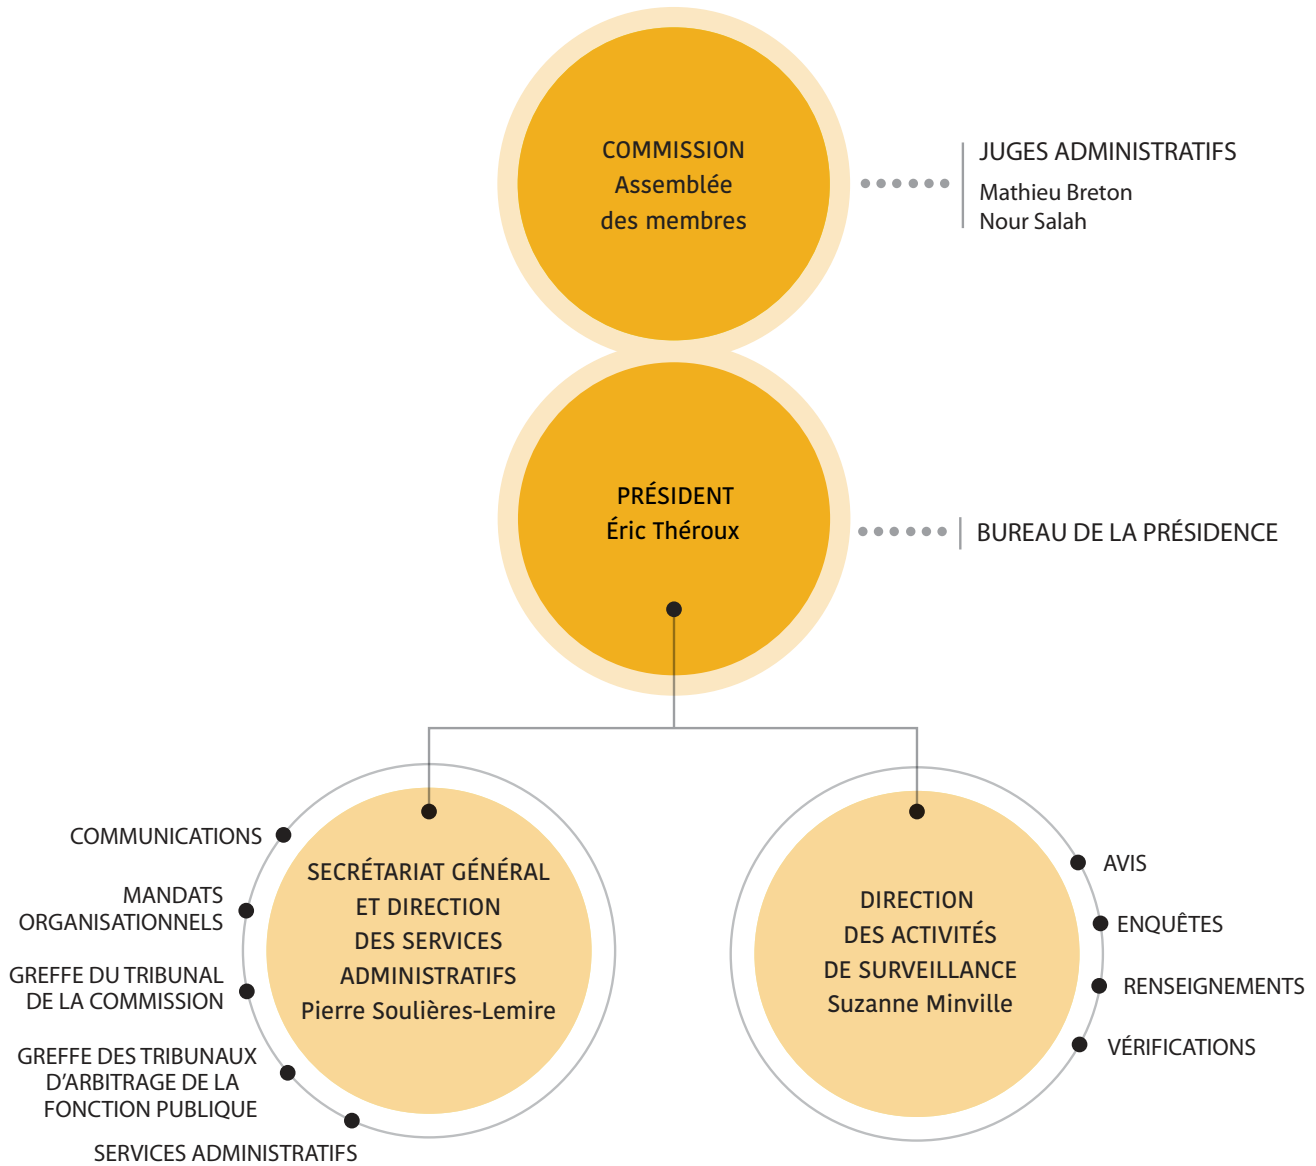 COMMISSION
Assemblée
des membres
JUGES ADMINISTRATIFS
Mathieu Breton
Nour Salah
PRÉSIDENT
Éric Théroux
BUREAU DE LA PRÉSIDENCE
COMMUNICATIONS
MANDATS
ORGANISATIONNELS
GREFFE DU TRIBUNAL
DE LA COMMISSION
GREFFE DES TRIBUNAUX
D'ARBITRAGE DE LA
FONCTION PUBLIQUE
SERVICES ADMINISTRATIFS
SECRÉTARIAT GÉNÉRAL
ET DIRECTION
DES SERVICES
ADMINISTRATIFS
Pierre Soulières-Lemire
DIRECTION
DES ACTIVITÉS
DE SURVEILLANCE
Suzanne Minville
AVIS
ENQUÊTES
RENSEIGNEMENTS
VÉRIFICATIONS